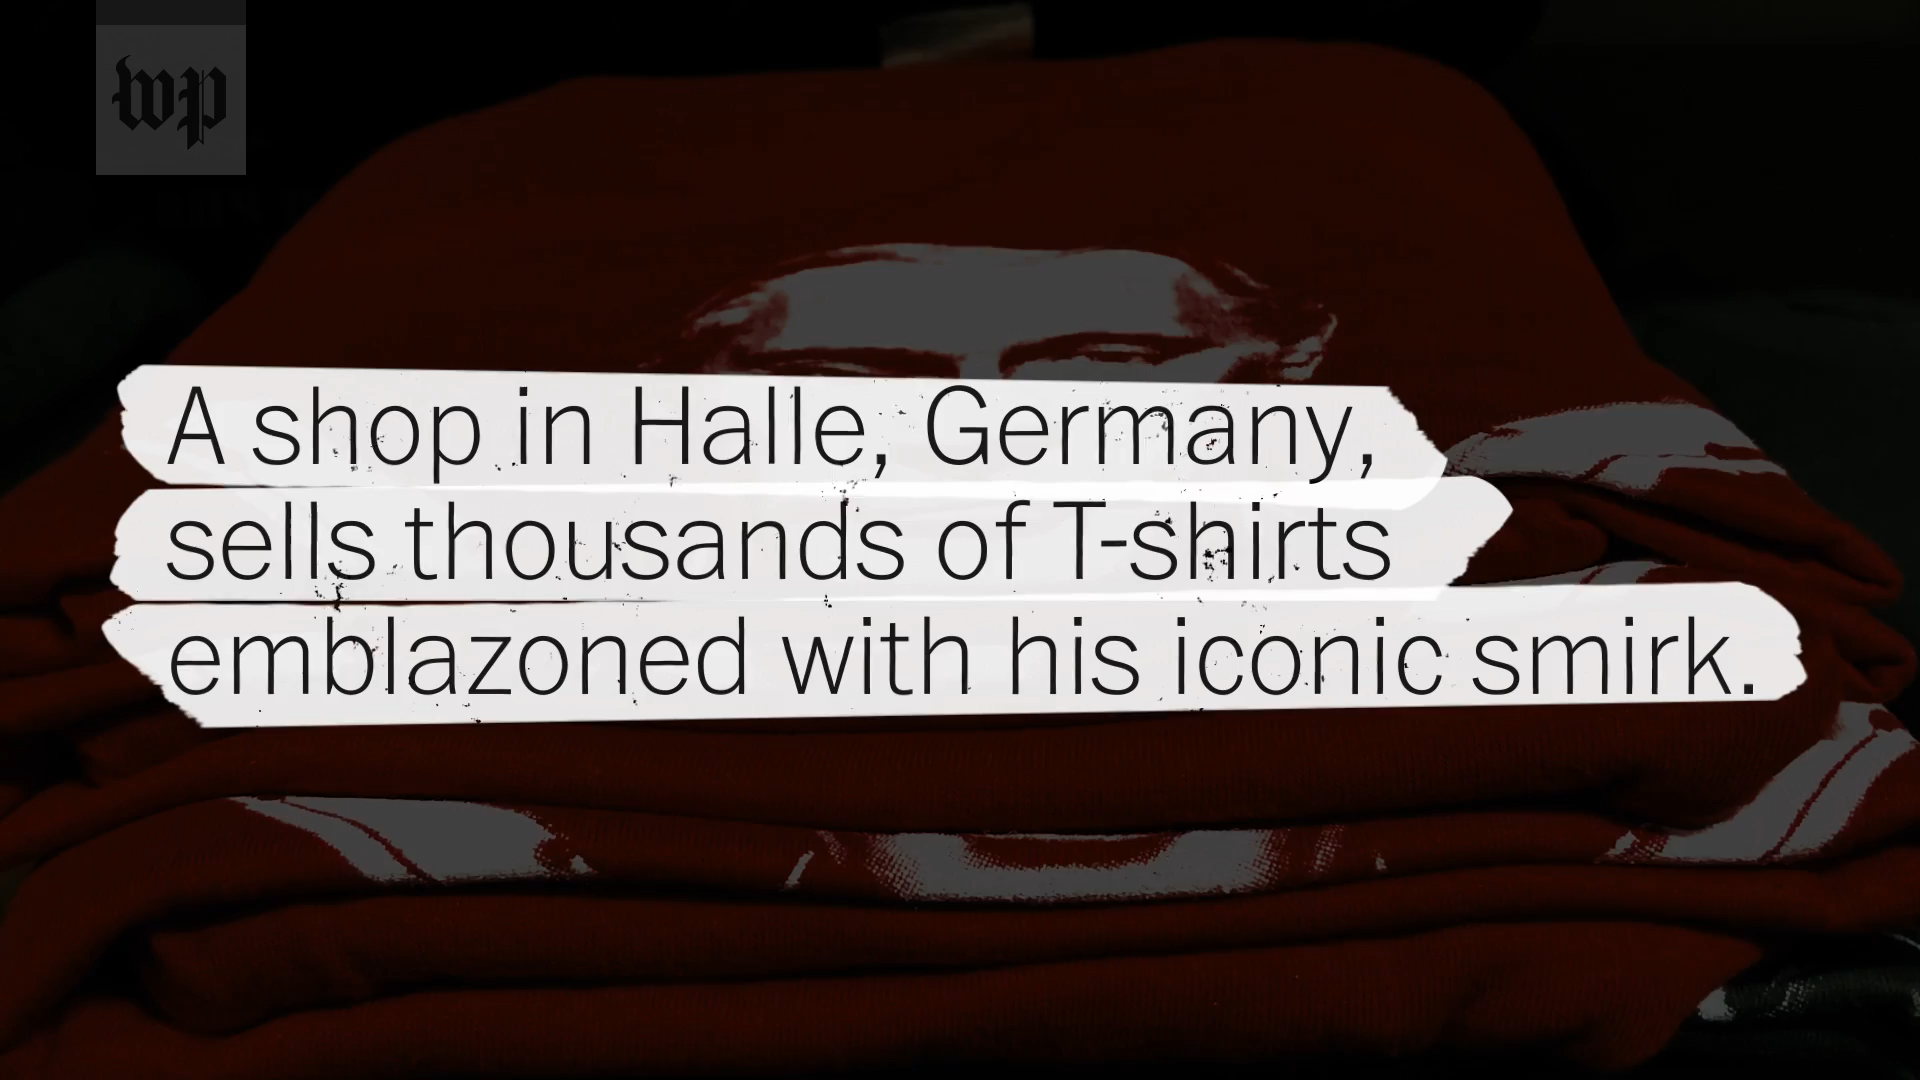 wp
A shop in Halle, Germany,
sells thousands of T-shirts
emblazoned with his iconic smirk.